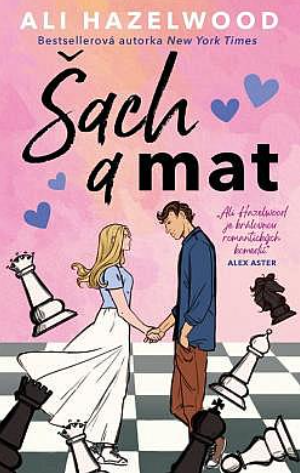 ALI HAZELWOOD
Bestsellerová autorka New York Times
Šach
a mat
„Ali Hazelwood
je královnou
romantických
komedií.“
ALEX ASTER